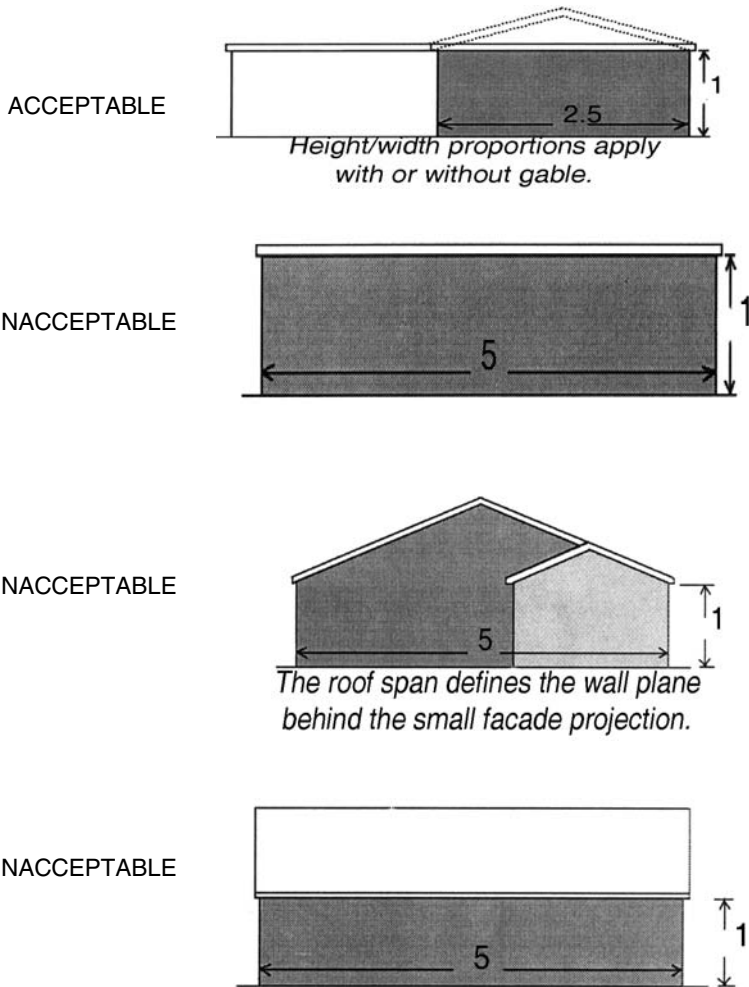 ACCEPTABLE
1
2.5
Height/width proportions apply
with or without gable.
NACCEPTABLE
1
5
NACCEPTABLE
1
5
The roof span defines the wall plane
behind the small facade projection.
NACCEPTABLE
1
5